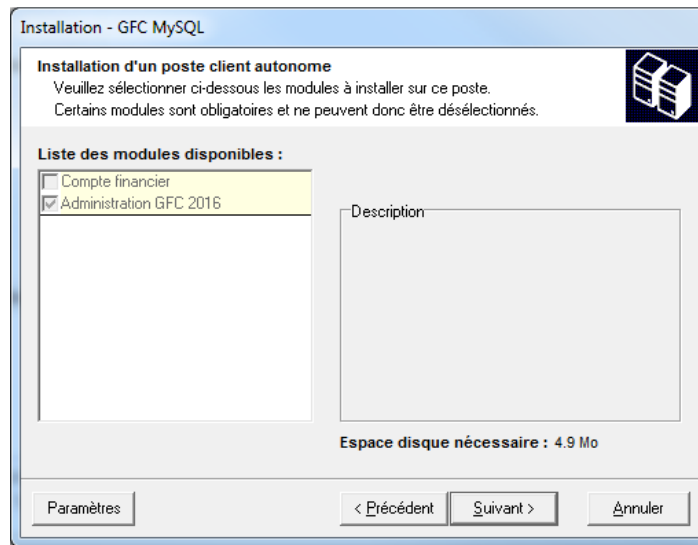 Installation - GFC MySQL
Installation d'un poste client autonome
Veuillez sélectionner ci-dessous les modules à installer sur ce poste.
Certains modules sont obligatoires et ne peuvent donc être désélectionnés.
Liste des modules disponibles :
Compte financier
Administration GFC 2016
Description
Espace disque nécessaire : 4.9 Mo
Paramètres
< Précédent
Suivant >
Annuler